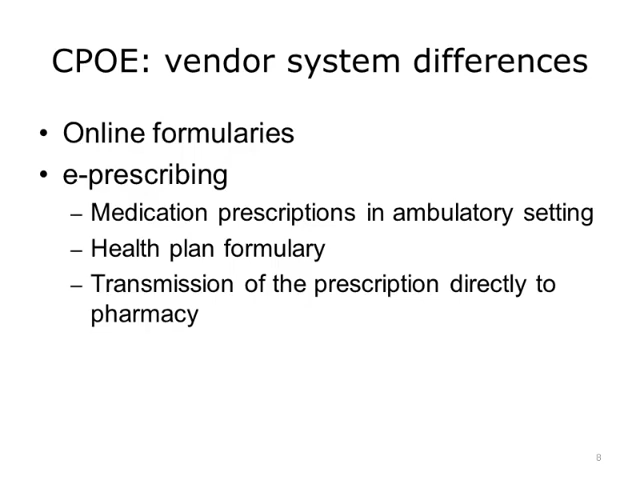 CPOE: vendor system differences
• Online formularies
• e-prescribing
– Medication prescriptions in ambulatory setting
– Health plan formulary
– Transmission of the prescription directly to
pharmacy
8